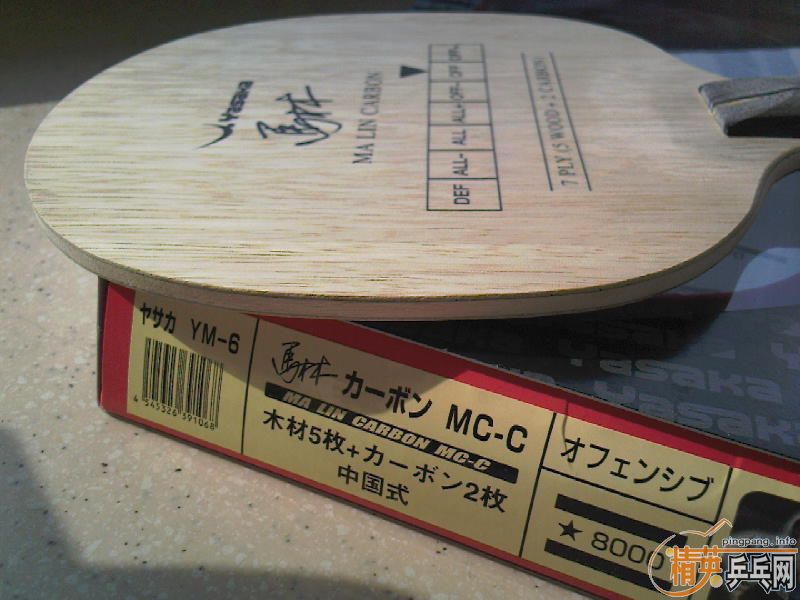 Yasaka
馬林
MA LIN CARBON
DEF ALL- ALL ALL+ OFF- OFF OFF+
7 PLY (5 WOOD + 2 CARBON)
ヤサカ YM-6
4 545326 391068
馬林 カーボン MC-C
MA LIN CARBON MC-C
木材5枚+カーボン2枚
中国式
オフェンシブ
★ 8000
Yasaka
Yasaka
pingpang.info
精英乒乓网